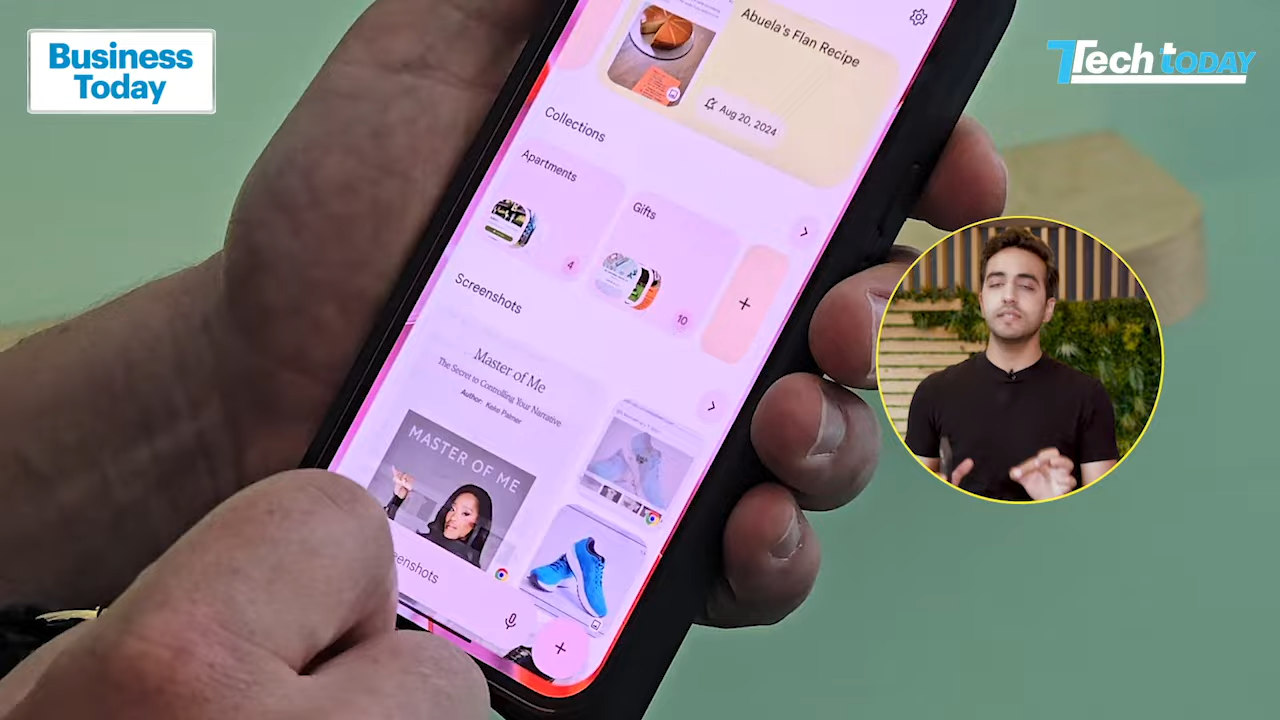 Business
Today
Tech today
Abuela's Flan Recipe
Aug 20, 2024
Collections
Apartments
4
Gifts
10
Screenshots
Master of Me
The Secret to Controlling Your Narrative
Author: Keke Palmer
MASTER OF ME
eenshots